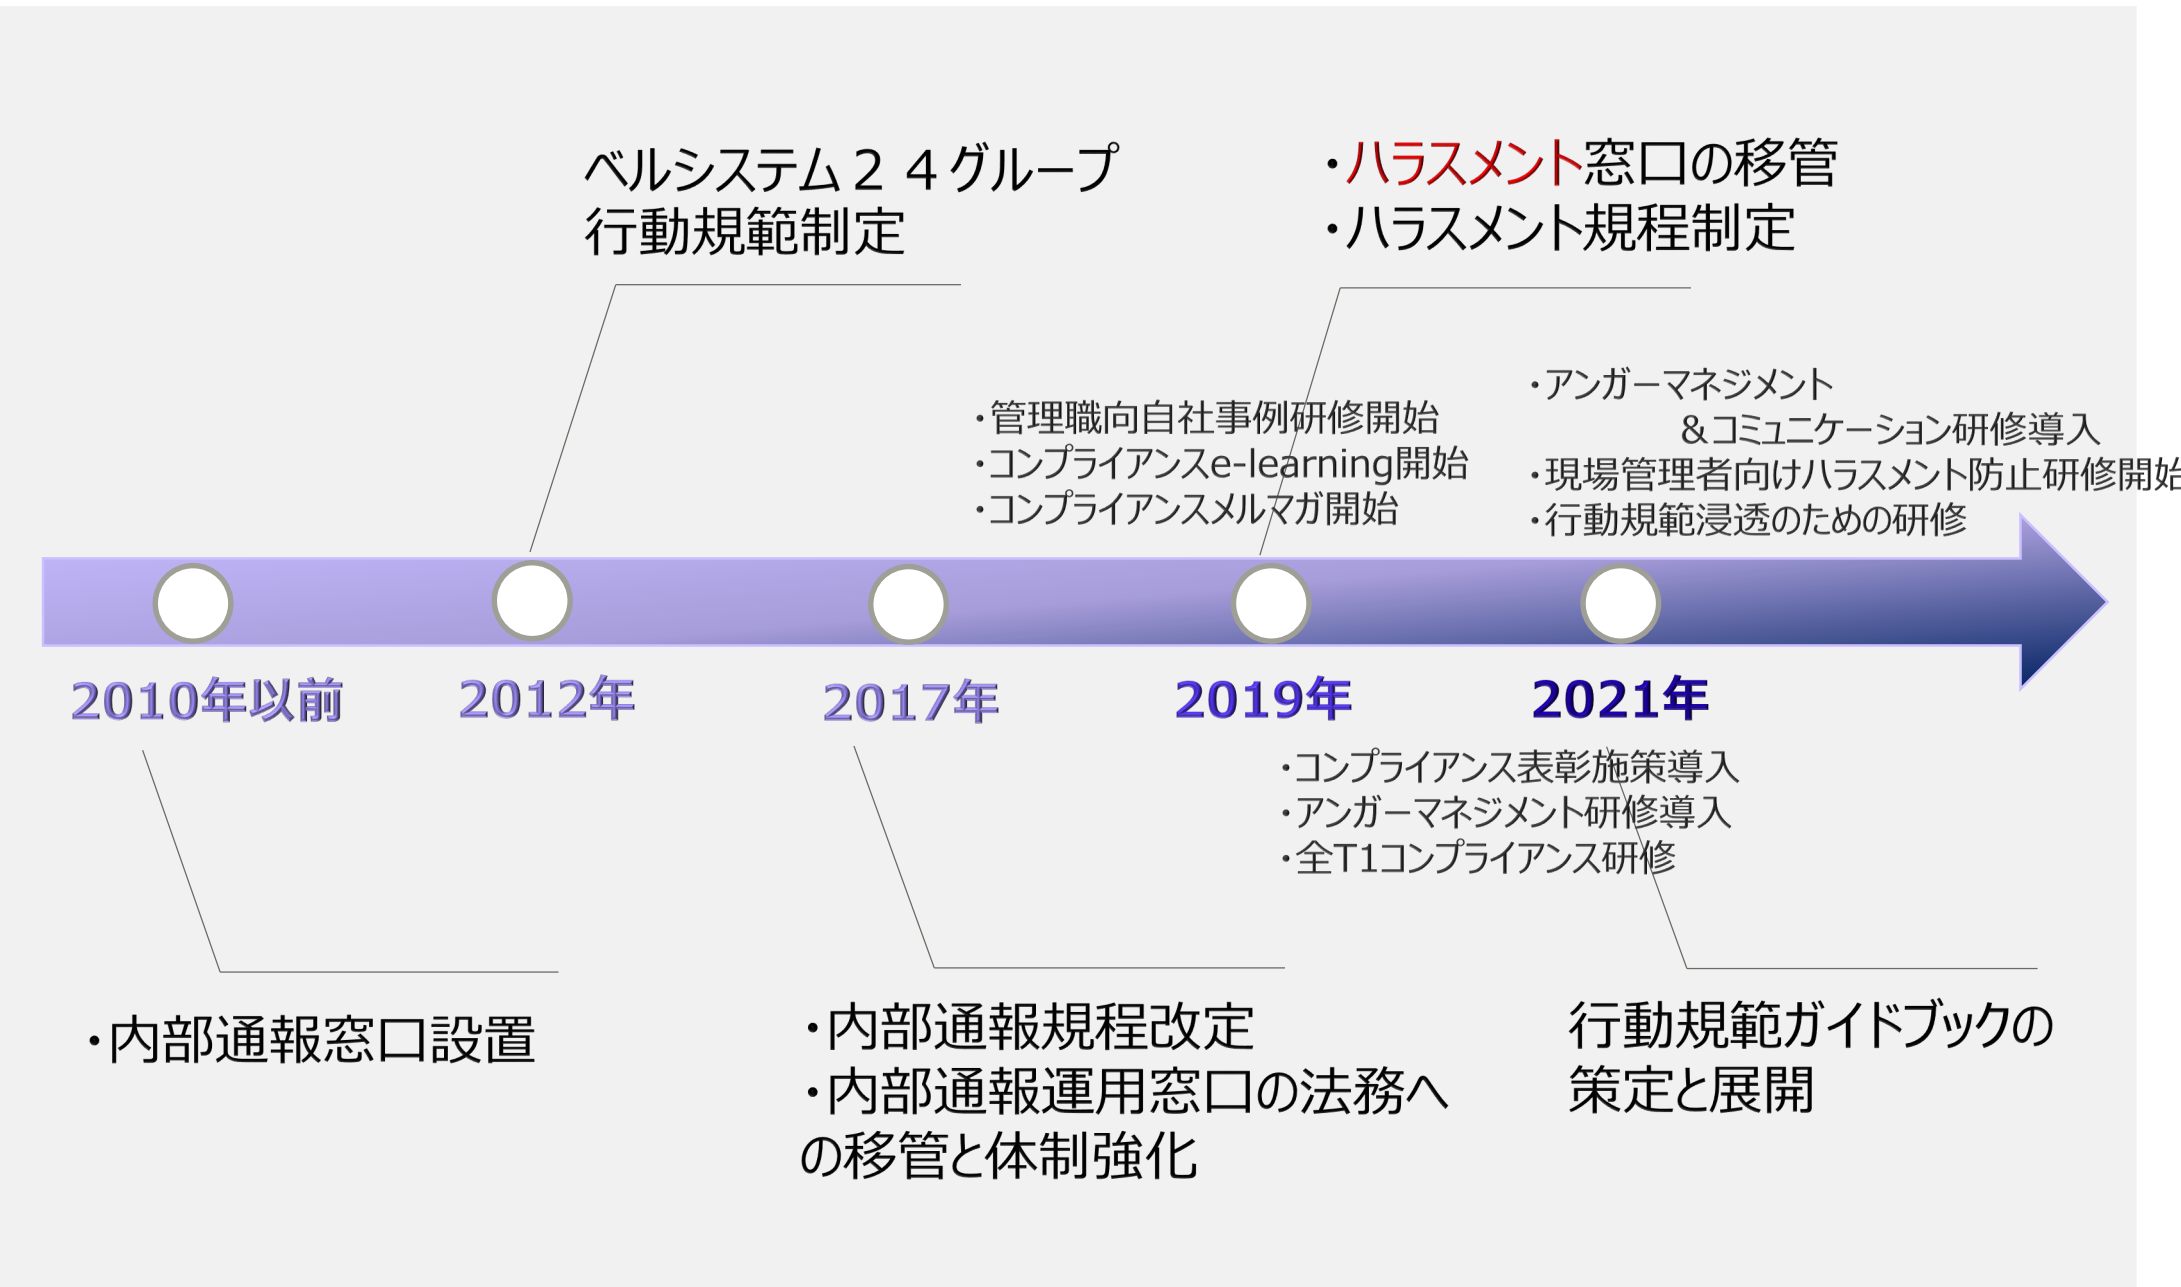 ベルシステム２４グループ
行動規範制定
・ハラスメント窓口の移管
・ハラスメント規程制定
・管理職向自社事例研修開始
・コンプライアンスe-learning開始
・コンプライアンスメルマガ開始
・アンガーマネジメント
＆コミュニケーション研修導入
・現場管理者向けハラスメント防止研修開始
・行動規範浸透のための研修
2010年以前
2012年
2017年
2019年
2021年
・コンプライアンス表彰施策導入
・アンガーマネジメント研修導入
・全T1コンプライアンス研修
・内部通報窓口設置
・内部通報規程改定
・内部通報運用窓口の法務へ
の移管と体制強化
行動規範ガイドブックの
策定と展開